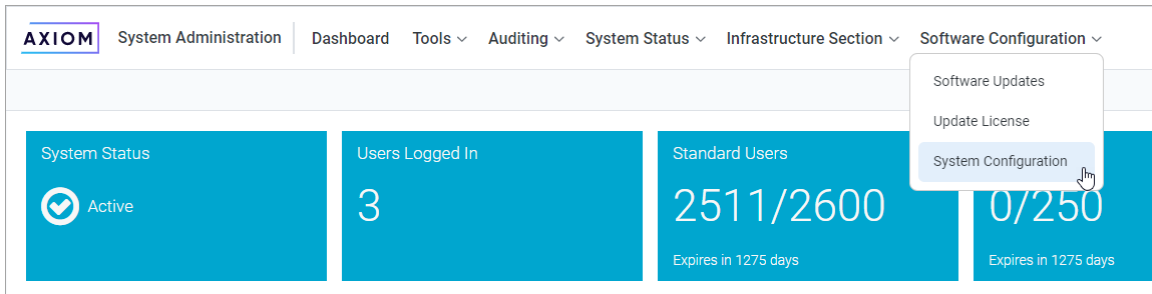 AXIOM System Administration Dashboard Tools Auditing System Status Infrastructure Section Software Configuration
Software Updates
Update License
System Configuration
System Status
Active
Users Logged In
3
Standard Users
2511/2600
Expires in 1275 days
0/250
Expires in 1275 days